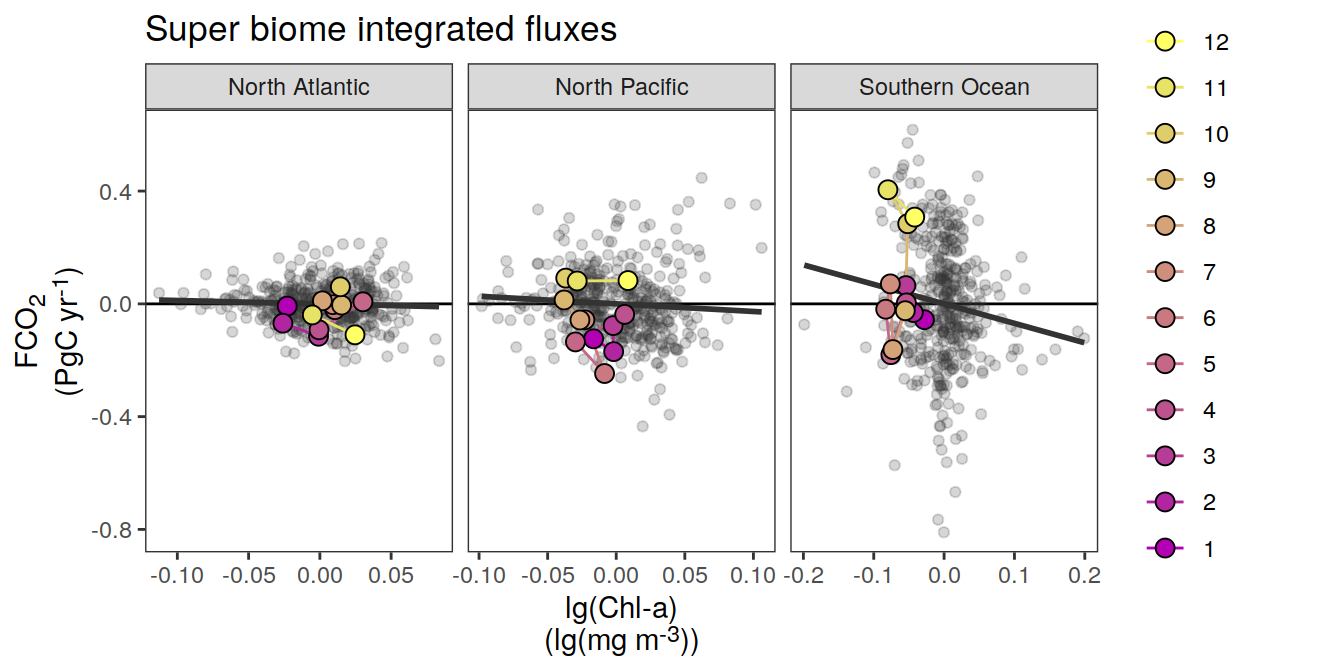 Super biome integrated fluxes
North Atlantic
North Pacific
Southern Ocean
FCO₂
(PgC yr⁻¹)
0.4
0.0
-0.4
-0.8
-0.10 -0.05 0.00 0.05
-0.10 -0.05 0.00 0.05 0.10
-0.2 -0.1 0.0 0.1 0.2
lg(Chl-a)
(lg(mg m⁻³))
12
11
10
9
8
7
6
5
4
3
2
1